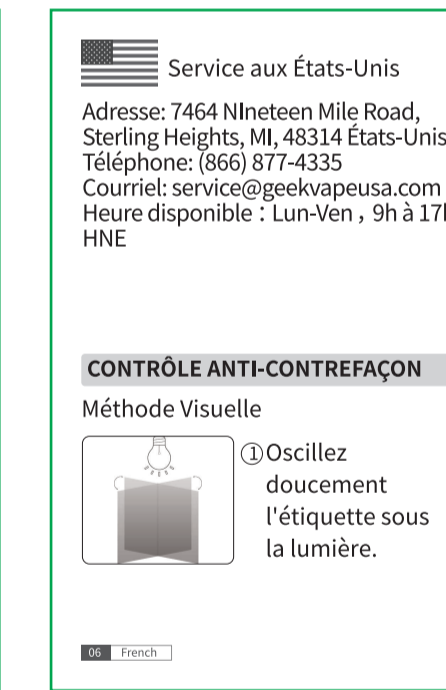 Service aux États-Unis
Adresse: 7464 NIneteen Mile Road,
Sterling Heights, MI, 48314 États-Unis
Téléphone: (866) 877-4335
Courriel: service@geekvapeusa.com
Heure disponible : Lun-Ven , 9h à 17h
HNE
CONTRÔLE ANTI-CONTREFAÇON
Méthode Visuelle
①Oscillez
doucement
l'étiquette sous
la lumière.
06 French